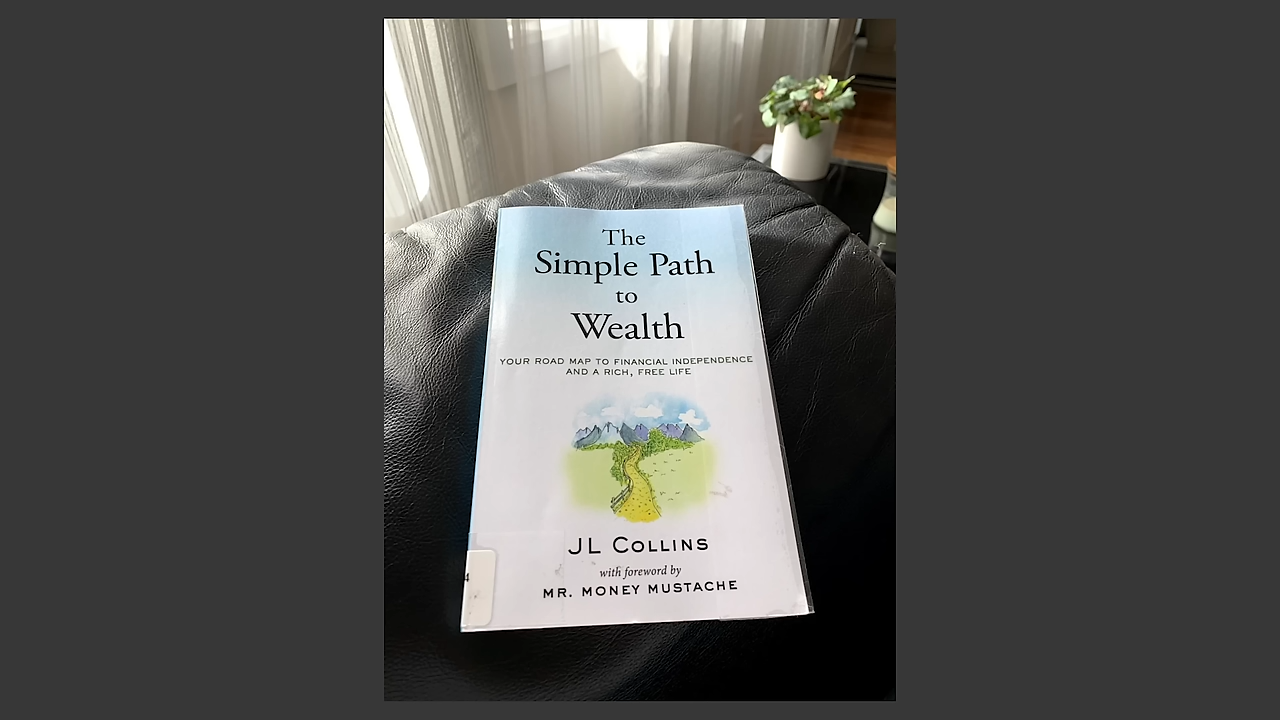 The
Simple Path
to
Wealth
YOUR ROAD MAP TO FINANCIAL INDEPENDENCE
AND A RICH, FREE LIFE
JL COLLINS
with foreword by
MR. MONEY MUSTACHE
4